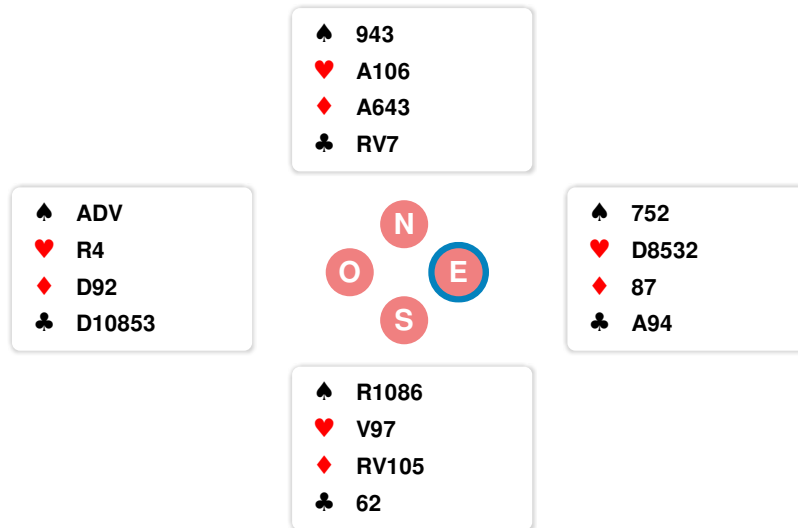 ♠ 943
♥ A106
♦ A643
♣ RV7
♠ ADV
♥ R4
♦ D92
♣ D10853
N
O
E
S
♠ 752
♥ D8532
♦ 87
♣ A94
♠ R1086
♥ V97
♦ RV105
♣ 62